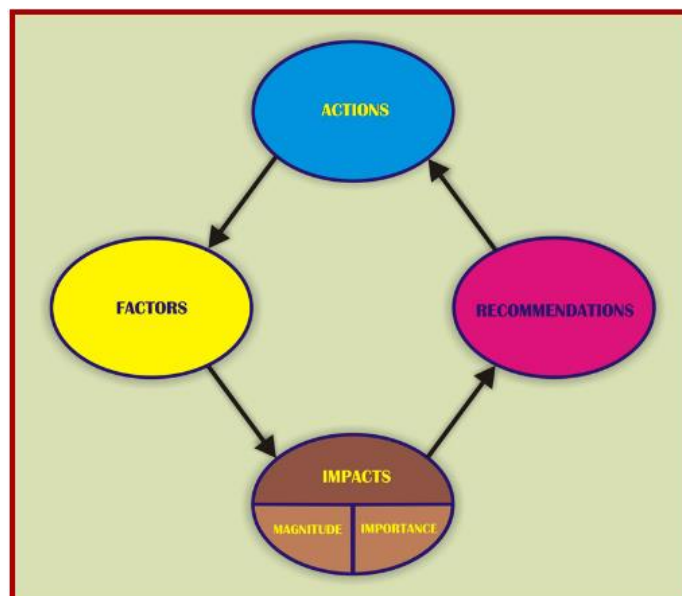 ACTIONS
FACTORS
RECOMMENDATIONS
IMPACTS
MAGNITUDE
IMPORTANCE